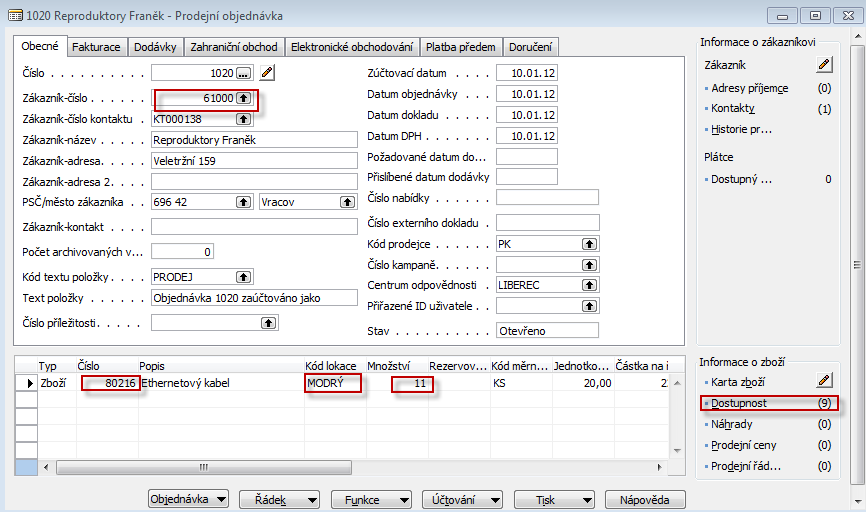 1020 Reproduktory Franěk - Prodejní objednávka
Obecné Fakturace Dodávky Zahraniční obchod Elektronické obchodování Platba předem Doručení
Číslo 1020 ...
Zákazník-číslo 61000
Zákazník-číslo kontaktu KT000138
Zákazník-název Reproduktory Franěk
Zákazník-adresa Veletržní 159
Zákazník-adresa 2
PSČ/město zákazníka 696 42 Vracov
Zákazník-kontakt
Počet archivovaných v... 0
Kód textu položky PRODEJ
Text položky Objednávka 1020 zaúčtováno jako
Číslo příležitosti
Zúčtovací datum 10.01.12
Datum objednávky 10.01.12
Datum dokladu 10.01.12
Datum DPH 10.01.12
Požadované datum do...
Přislíbené datum dodávky
Číslo nabídky
Číslo externího dokladu
Kód prodejce PK
Číslo kampaně
Centrum odpovědnosti LIBEREC
Přiřazené ID uživatele
Stav Otevřeno
Informace o zákazníkovi
Zákazník
Adresy příjemce (0)
Kontakty (1)
Historie pr...
Plátce
Dostupný ... 0
Typ Číslo Popis Kód lokace Množství Rezervov... Kód měrn... Jednotko... Částka na ř
Zboží 80216 Ethernetový kabel MODRÝ 11 KS 20,00
Informace o zboží
Karta zboží
Dostupnost (9)
Náhrady (0)
Prodejní ceny (0)
Prodejní řád... (0)
Objednávka Řádek Funkce Účtování Tisk Nápověda